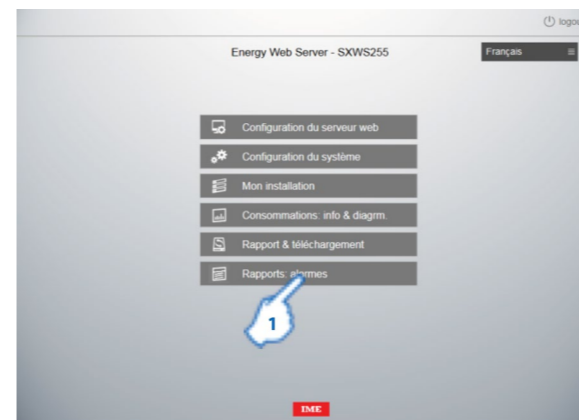 logou
Energy Web Server - SXWS255
Français
Configuration du serveur web
Configuration du système
Mon installation
Consommations: info & diagrm.
Rapport & téléchargement
Rapports: alarmes
1
IME